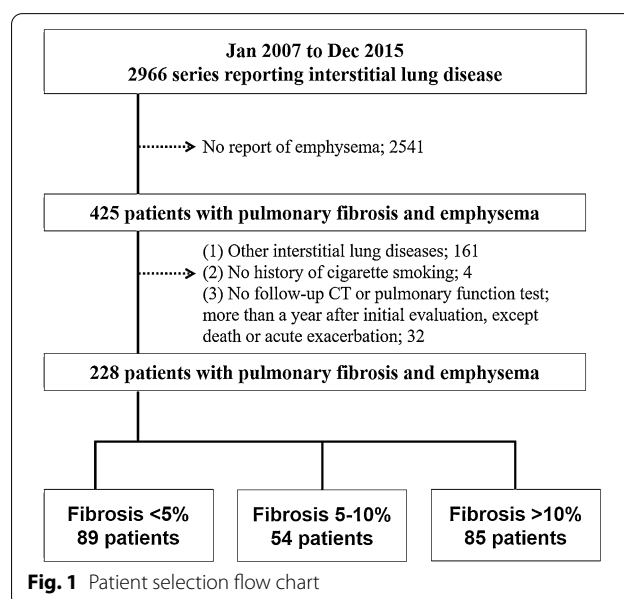 Jan 2007 to Dec 2015
2966 series reporting interstitial lung disease
No report of emphysema; 2541
425 patients with pulmonary fibrosis and emphysema
(1) Other interstitial lung diseases; 161
(2) No history of cigarette smoking; 4
(3) No follow-up CT or pulmonary function test;
more than a year after initial evaluation, except
death or acute exacerbation; 32
228 patients with pulmonary fibrosis and emphysema
Fibrosis <5%
89 patients
Fibrosis 5-10%
54 patients
Fibrosis >10%
85 patients
Fig. 1 Patient selection flow chart